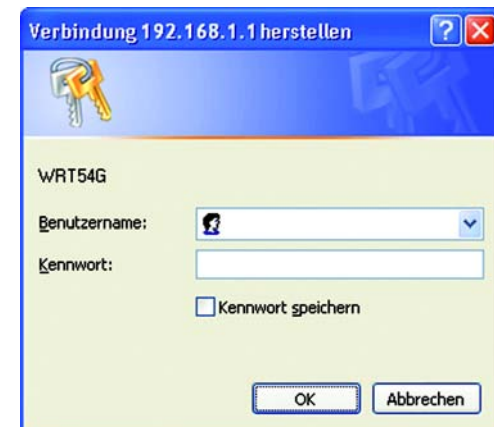 Verbindung 192.168.1.1 herstellen
WRT54G
Benutzername:
Kennwort:
Kennwort speichern
OK
Abbrechen